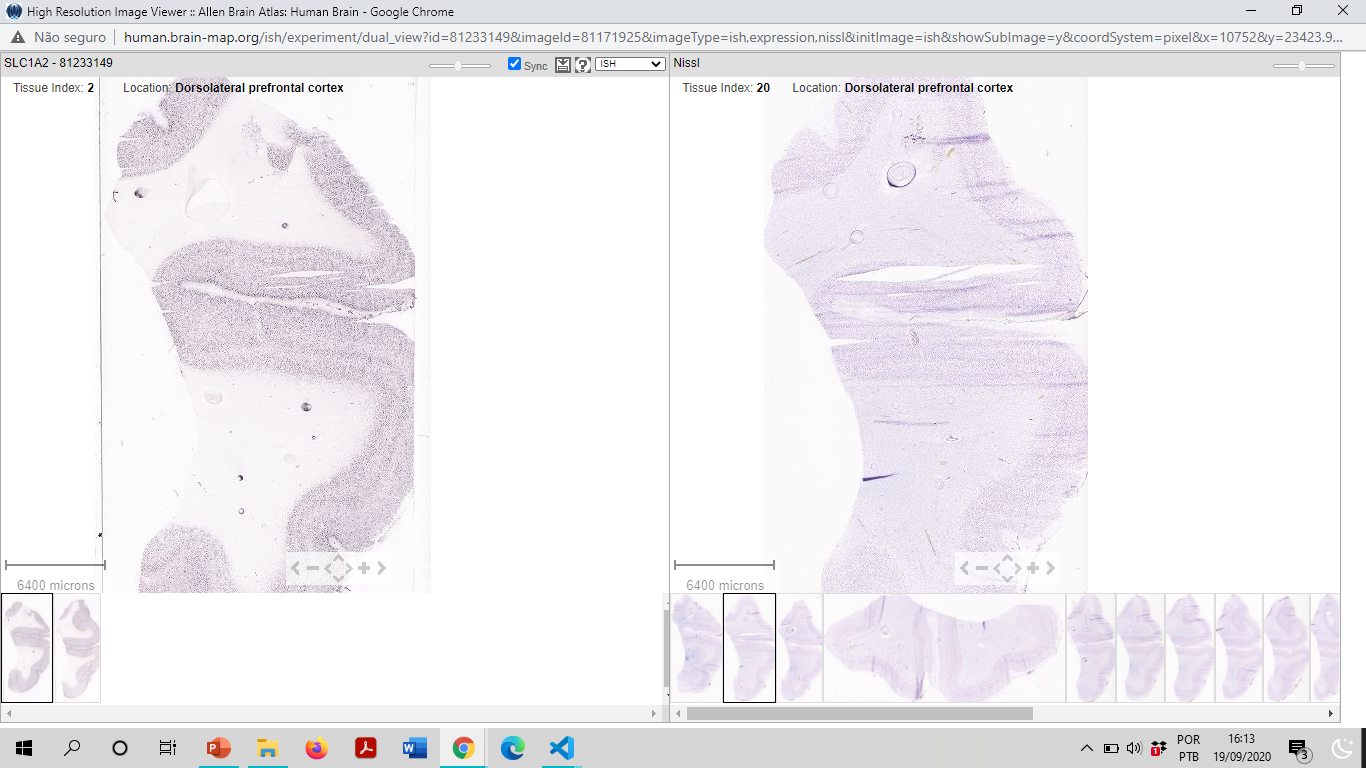 High Resolution Image Viewer :: Allen Brain Atlas: Human Brain - Google Chrome
Não seguro | human.brain-map.org/ish/experiment/dual_view?id=81233149&imageId=81171925&imageType=ish,expression,nissl&initImage=ish&showSubImage=y&coordSystem=pixel&x=10752&y=23423.9...
SLC1A2 - 81233149
Sync
ISH
Nissl
Tissue Index: 2 Location: Dorsolateral prefrontal cortex
Tissue Index: 20 Location: Dorsolateral prefrontal cortex
6400 microns
6400 microns
POR
PTB
16:13
19/09/2020
1
3